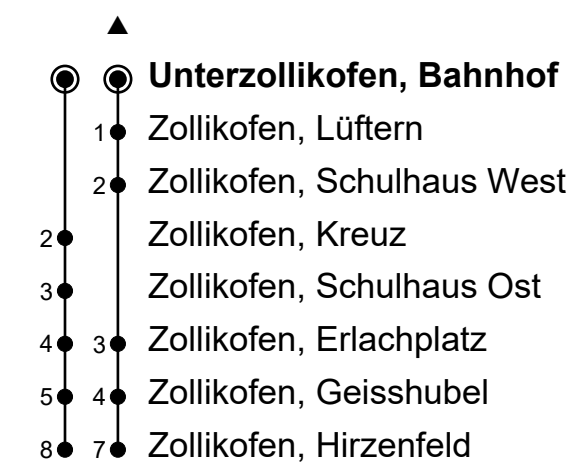 Unterzollikofen, Bahnhof
1 Zollikofen, Lüftern
2 Zollikofen, Schulhaus West
2 Zollikofen, Kreuz
3 Zollikofen, Schulhaus Ost
4 3 Zollikofen, Erlachplatz
5 4 Zollikofen, Geisshubel
8 7 Zollikofen, Hirzenfeld